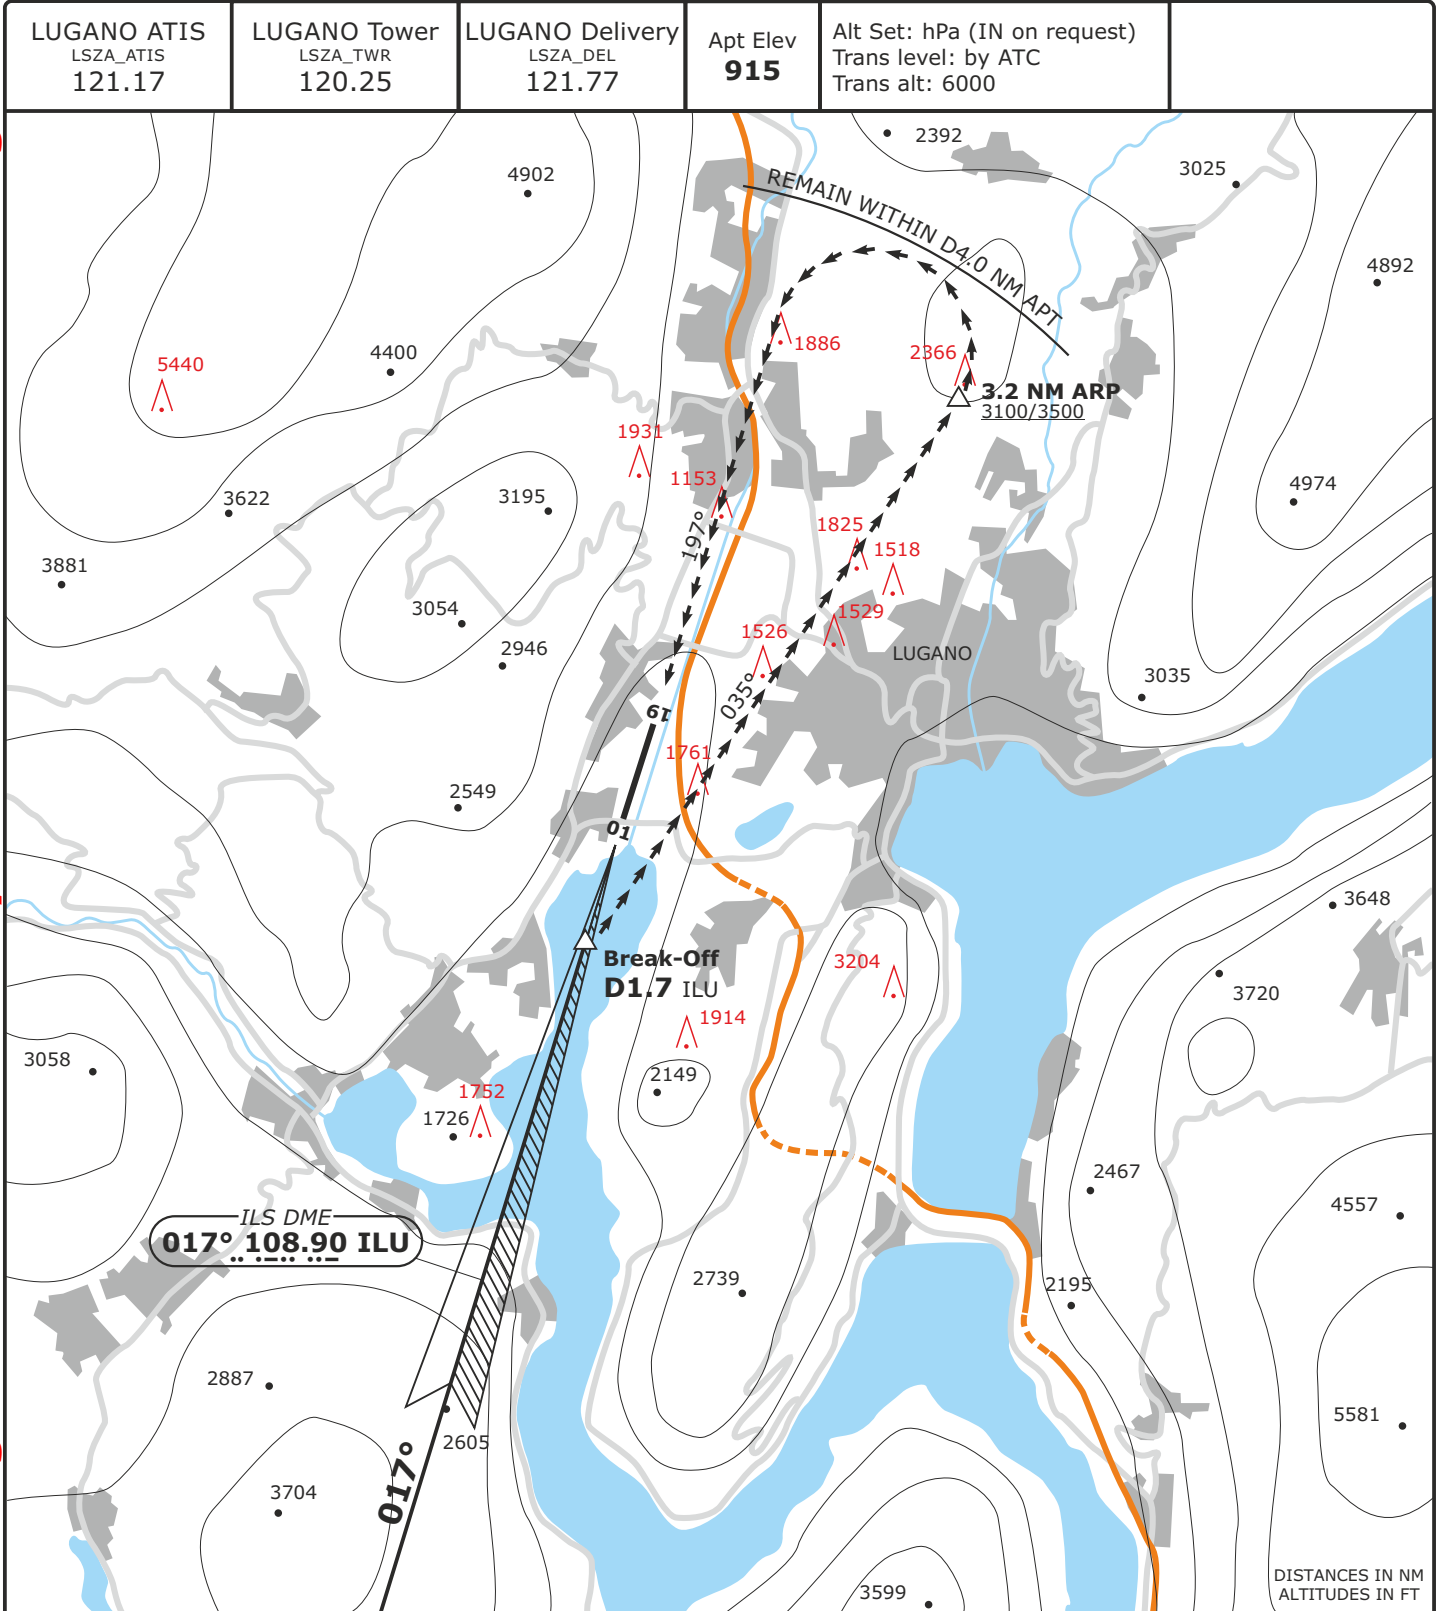 LUGANO ATIS
LSZA_ATIS
121.17
LUGANO Tower
LSZA_TWR
120.25
LUGANO Delivery
LSZA_DEL
121.77
Apt Elev
915
Alt Set: hPa (IN on request)
Trans level: by ATC
Trans alt: 6000
2392
4902
3025
REMAIN WITHIN D4.0 NM APT
4892
1886
4400
2366
5440
3.2 NM ARP
3100/3500
1931
1153
4974
3195
3622
197°
1825
1518
3881
3054
1529
1526
2946
LUGANO
3035
035°
19
1761
2549
01
3648
Break-Off
D1.7 ILU
3204
3720
1914
3058
2149
1752
1726
2467
4557
ILS DME
017° 108.90 ILU
2739
2195
2887
5581
2605
017°
3704
DISTANCES IN NM
ALTITUDES IN FT
3599